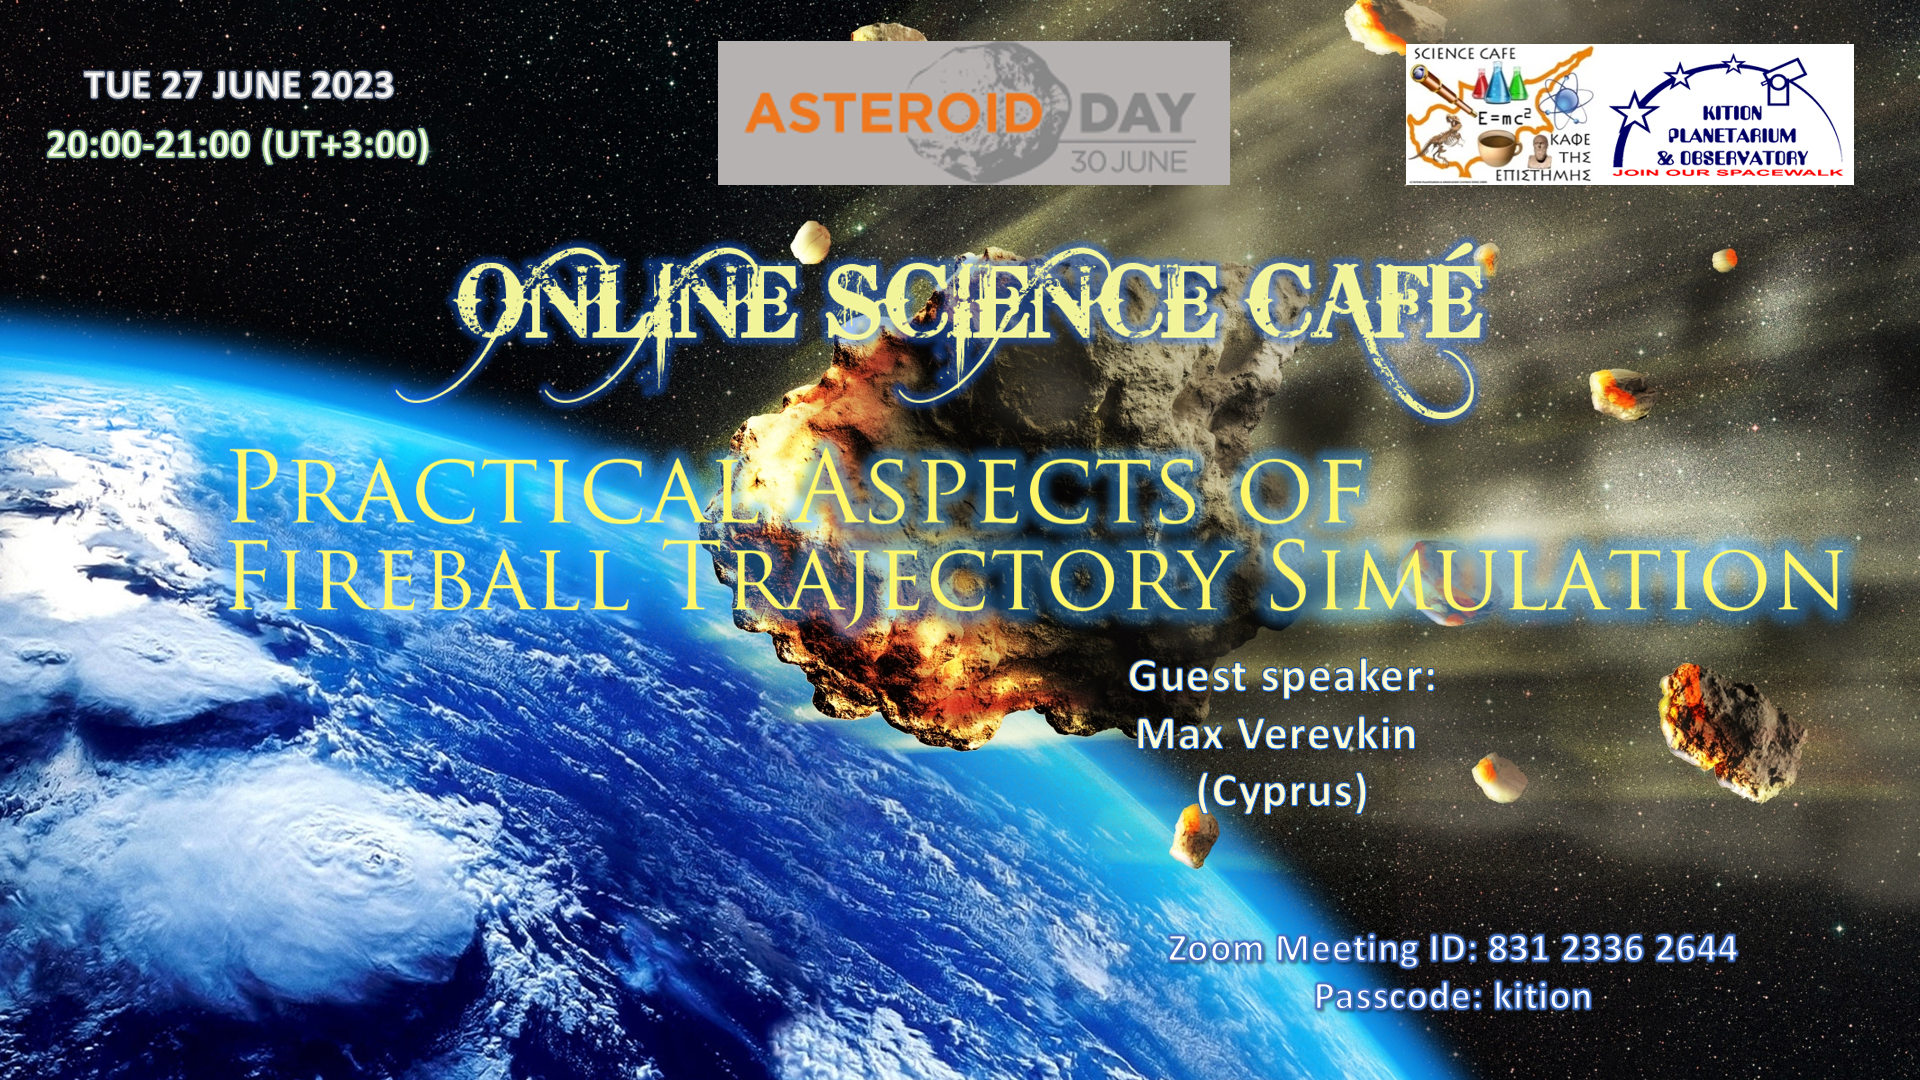 TUE 27 JUNE 2023
20:00-21:00 (UT+3:00)
ASTEROID DAY
30 JUNE
SCIENCE CAFE
E=mc²
ΚΑΦΕ
ΤΗΣ
ΕΠΙΣΤΗΜΗΣ
KITION
PLANETARIUM
& OBSERVATORY
JOIN OUR SPACEWALK
ONLINE SCIENCE CAFÉ
PRACTICAL ASPECTS OF
FIREBALL TRAJECTORY SIMULATION
Guest speaker:
Max Verevkin
(Cyprus)
Zoom Meeting ID: 831 2336 2644
Passcode: kition